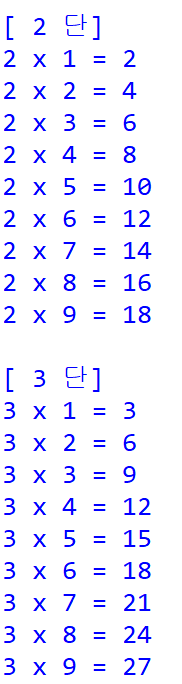 [ 2 단]
2 x 1 = 2
2 x 2 = 4
2 x 3 = 6
2 x 4 = 8
2 x 5 = 10
2 x 6 = 12
2 x 7 = 14
2 x 8 = 16
2 x 9 = 18

[ 3 단]
3 x 1 = 3
3 x 2 = 6
3 x 3 = 9
3 x 4 = 12
3 x 5 = 15
3 x 6 = 18
3 x 7 = 21
3 x 8 = 24
3 x 9 = 27